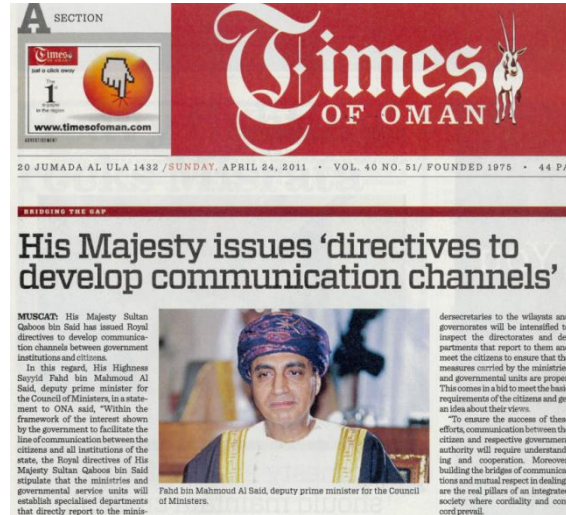 A SECTION
Times
just a click away
The
1st
www.timesofoman.com
ADVERTISEMENT
Times
OF OMAN
20 JUMADA AL ULA 1432 / SUNDAY, APRIL 24, 2011 • VOL. 40 NO. 51/ FOUNDED 1975 • 44 PA
BRIDGING THE GAP
His Majesty issues ‘directives to
develop communication channels’
MUSCAT: His Majesty Sultan
Qaboos bin Said has issued Royal
directives to develop communica-
tion channels between government
institutions and citizens.
In this regard, His Highness
Sayyid Fahd bin Mahmoud Al
Said, deputy prime minister for
the Council of Ministers, in a state-
ment to ONA said, "Within the
framework of the interest shown
by the government to facilitate the
line of communication between the
citizens and all institutions of the
state, the Royal directives of His
Majesty Sultan Qaboos bin Said
stipulate that the ministries and
governmental service units will
establish specialised departments
that directly report to the minis-
Fahd bin Mahmoud Al Said, deputy prime minister for the Council
of Ministers.
dersecretaries to the wilayats and
governorates will be intensified to
inspect the directorates and de-
partments that report to them and
meet the citizens to ensure that the
measures carried by the ministrie
and governmental units are proper
This comes in a bid to meet the basic
requirements of the citizens and ge
an idea about their views.
"To ensure the success of thes
efforts, communication between the
citizen and respective governmen
authority will require understand-
ing and cooperation. Moreover
building the bridges of communica
tions and mutual respect in dealing
are the real pillars of an integrated
society where cordiality and con-
cord prevail.